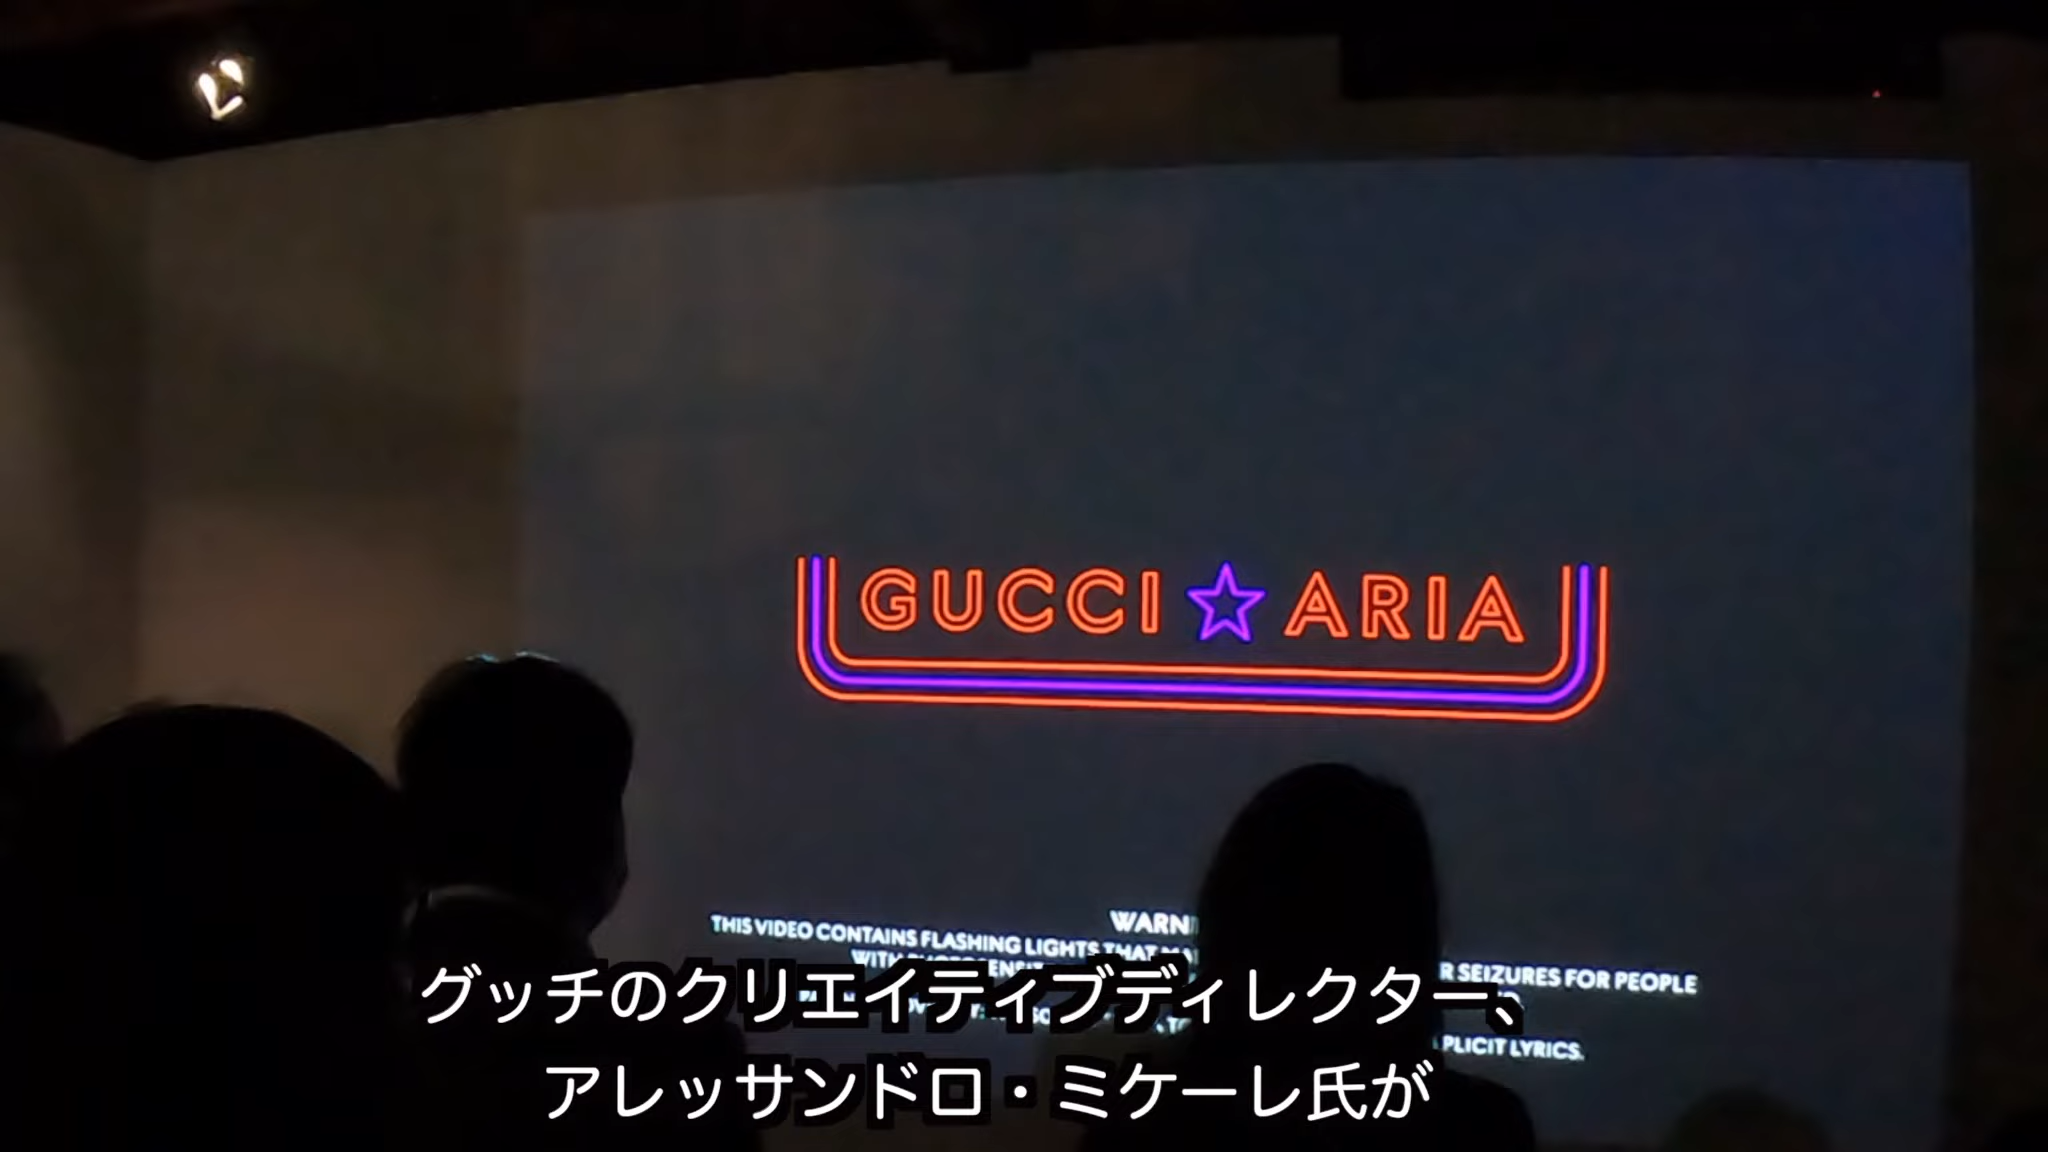 GUCCI ☆ ARIA
THIS VIDEO CONTAINS FLASHING LIGHTS THAT
R SEIZURES FOR PEOPLE
PLICIT LYRICS.
グッチのクリエイティブディレクター、
アレッサンドロ・ミケーレ氏が